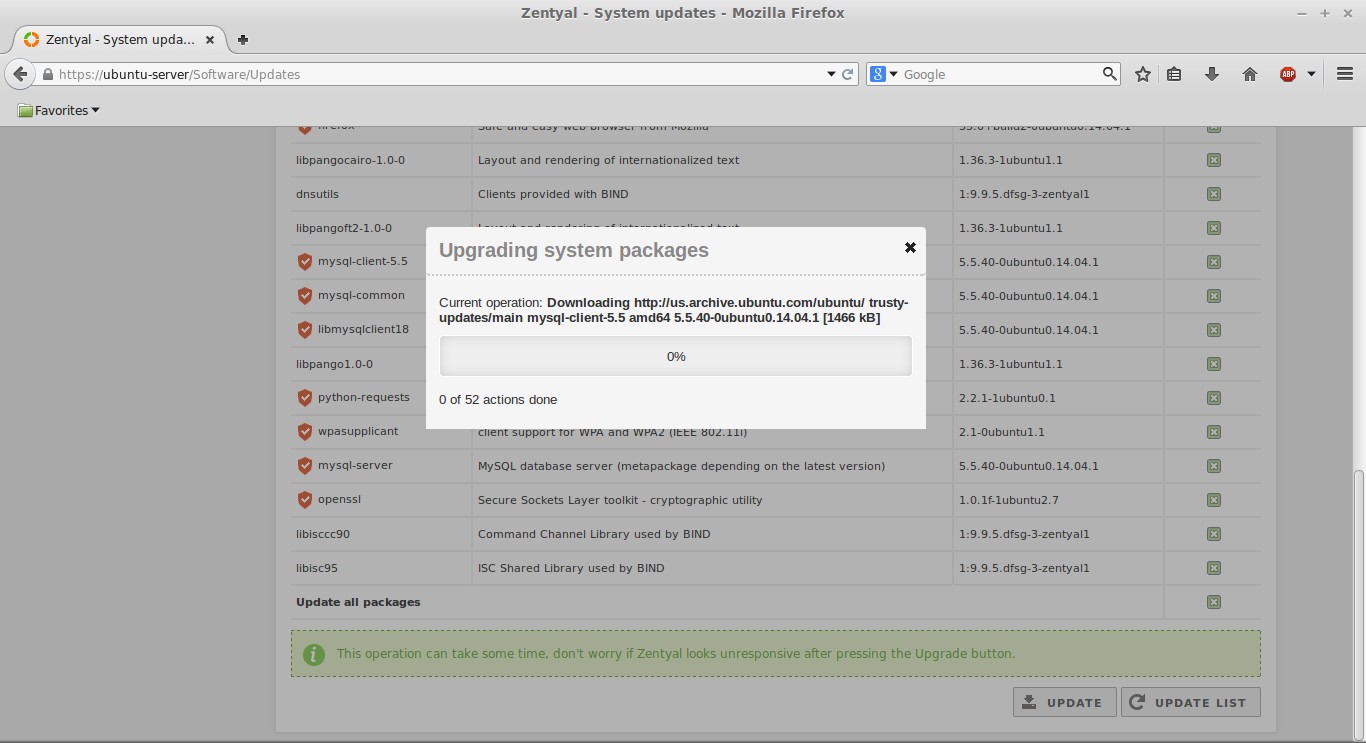 Zentyal - System updates - Mozilla Firefox
Zentyal - System upda...
https://ubuntu-server/Software/Updates
8 Google
ABP
Favorites
firefox Safe and easy web browser from Mozilla
libpangocairo-1.0-0 Layout and rendering of internationalized text 1.36.3-1ubuntu1.1
dnsutils Clients provided with BIND 1:9.9.5.dfsg-3-zentyal1
libpangoft2-1.0-0 Layout and rendering of internationalized text 1.36.3-1ubuntu1.1
mysql-client-5.5 5.5.40-0ubuntu0.14.04.1
mysql-common 5.5.40-0ubuntu0.14.04.1
libmysqlclient18 5.5.40-0ubuntu0.14.04.1
libpango1.0-0 1.36.3-1ubuntu1.1
python-requests 2.2.1-1ubuntu0.1
wpasupplicant client support for WPA and WPA2 (IEEE 802.11i) 2.1-0ubuntu1.1
mysql-server MySQL database server (metapackage depending on the latest version) 5.5.40-0ubuntu0.14.04.1
openssl Secure Sockets Layer toolkit - cryptographic utility 1.0.1f-1ubuntu2.7
libisccc90 Command Channel Library used by BIND 1:9.9.5.dfsg-3-zentyal1
libisc95 ISC Shared Library used by BIND 1:9.9.5.dfsg-3-zentyal1
Update all packages
Upgrading system packages
Current operation: Downloading http://us.archive.ubuntu.com/ubuntu/ trusty-
updates/main mysql-client-5.5 amd64 5.5.40-0ubuntu0.14.04.1 [1466 kB]
0%
0 of 52 actions done
This operation can take some time, don't worry if Zentyal looks unresponsive after pressing the Upgrade button.
UPDATE UPDATE LIST